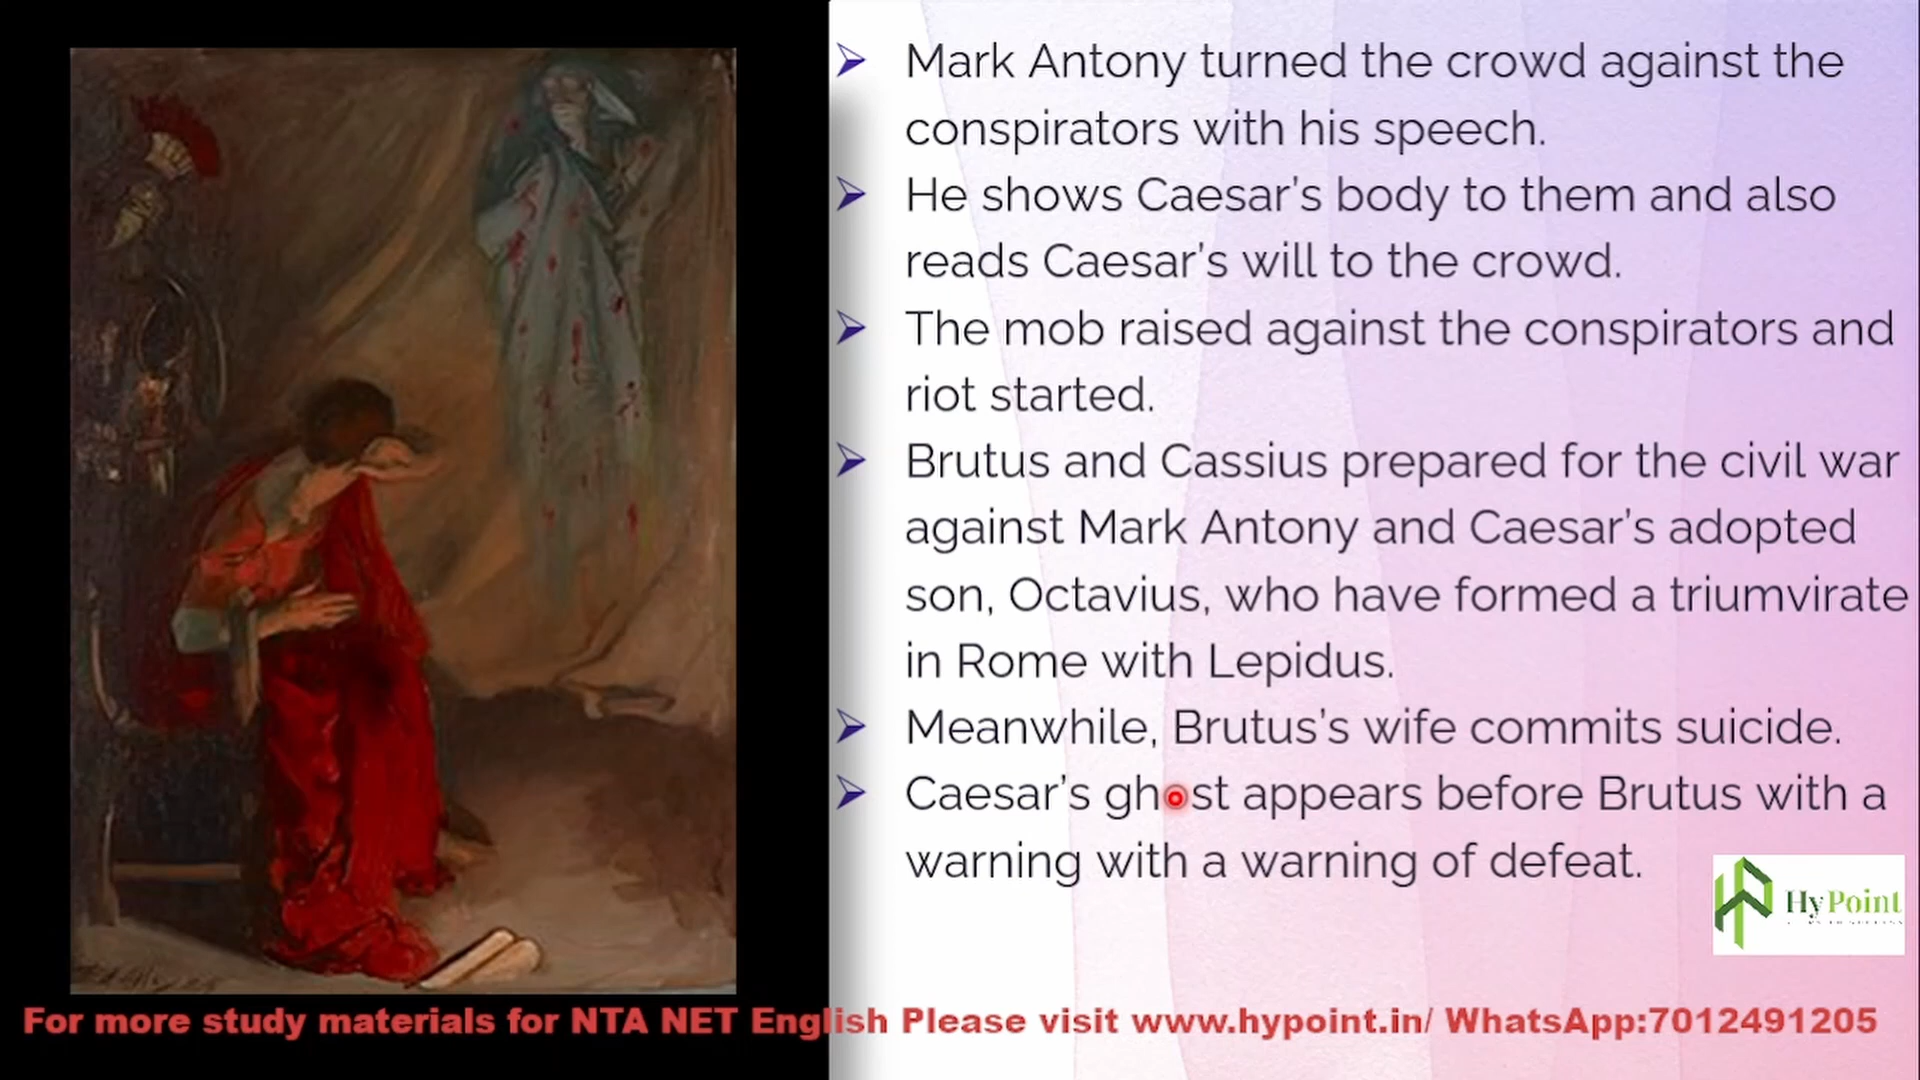 Mark Antony turned the crowd against the
conspirators with his speech.
He shows Caesar's body to them and also
reads Caesar's will to the crowd.
The mob raised against the conspirators and
riot started.
Brutus and Cassius prepared for the civil war
against Mark Antony and Caesar's adopted
son, Octavius, who have formed a triumvirate
in Rome with Lepidus.
Meanwhile, Brutus's wife commits suicide.
Caesar's ghost appears before Brutus with a
warning with a warning of defeat.
Hy Point
For more study materials for NTA NET English Please visit www.hypoint.in/ WhatsApp:7012491205